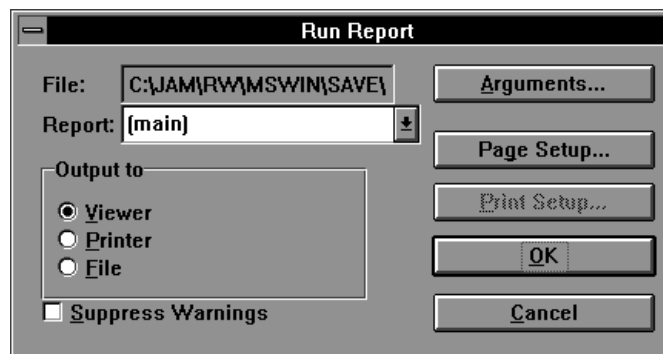 Run Report
File: C:\JAM\RW\MSWIN\SAVE\
Arguments...
Report: (main)
Page Setup...
Output to
Print Setup...
Viewer
Printer
OK
File
Suppress Warnings
Cancel